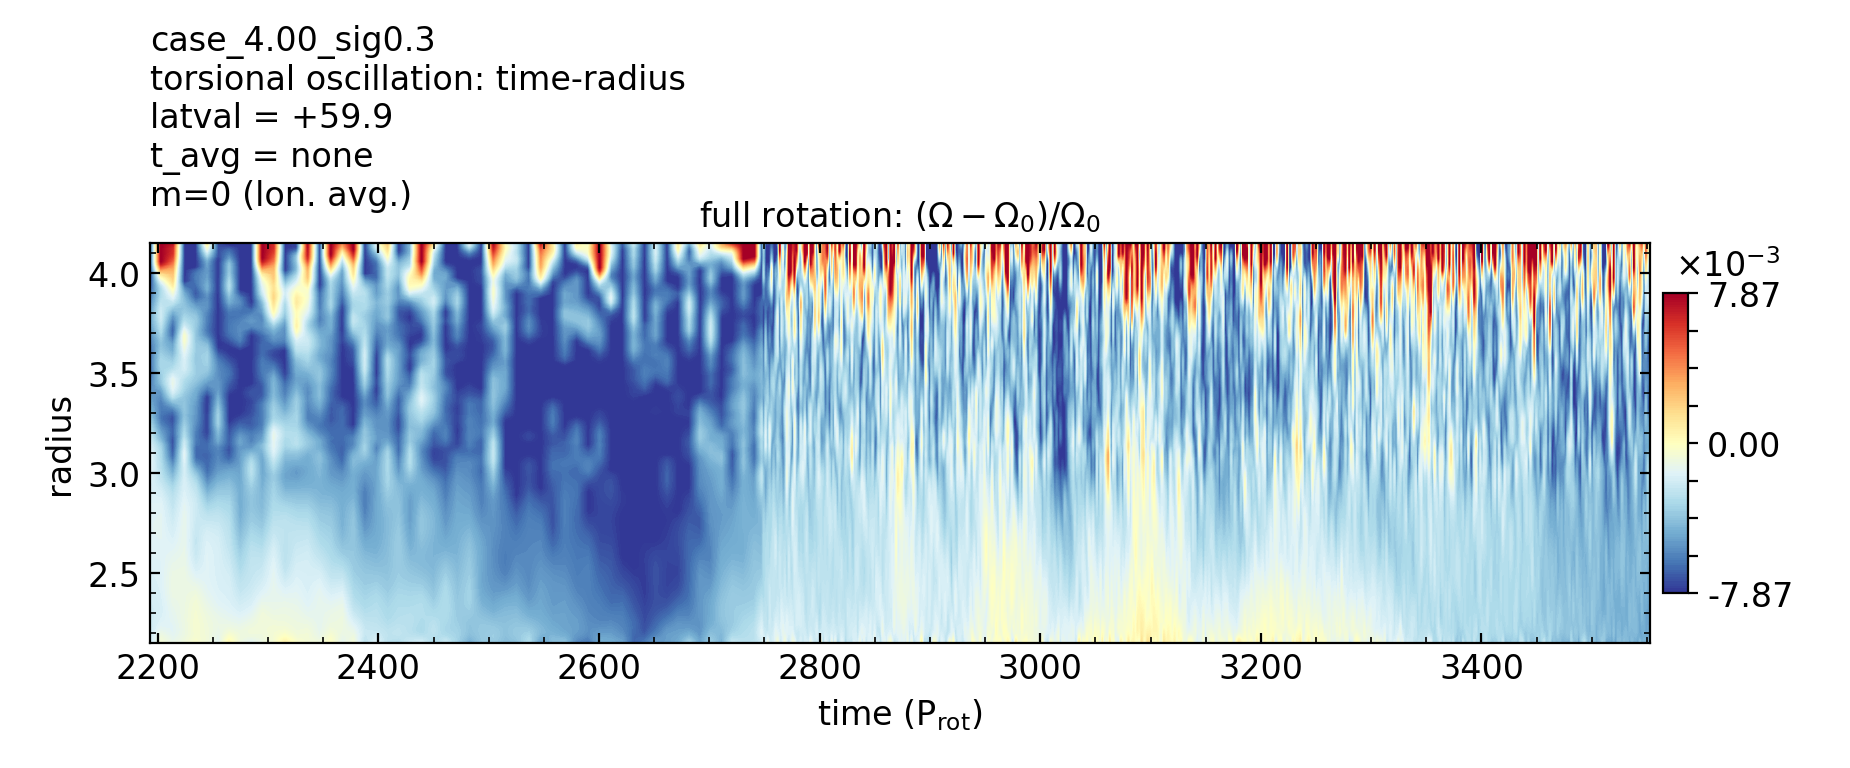 case_4.00_sig0.3
torsional oscillation: time-radius
latval = +59.9
t_avg = none
m=0 (lon. avg.)
full rotation: (Ω − Ω₀)/Ω₀
×10⁻³
7.87
0.00
-7.87
radius
4.0
3.5
3.0
2.5
2200 2400 2600 2800 3000 3200 3400
time (P_rot)